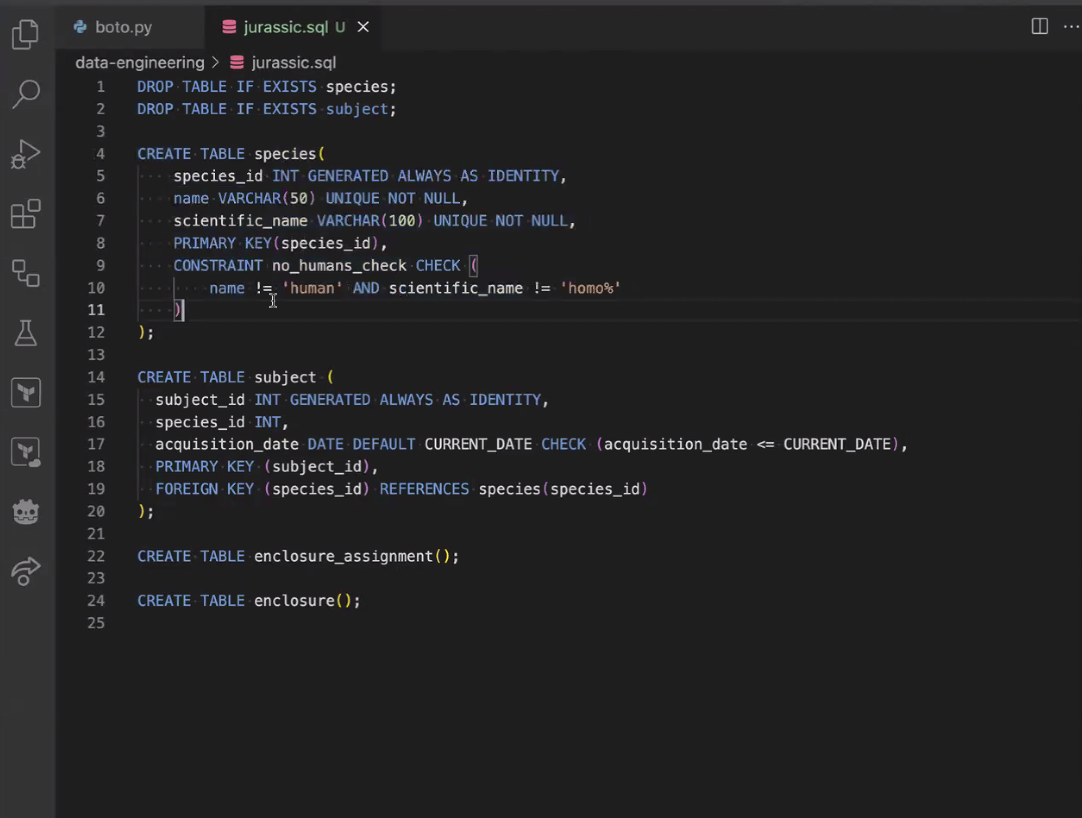 boto.py
jurassic.sql U
data-engineering > jurassic.sql
1 DROP TABLE IF EXISTS species;
2 DROP TABLE IF EXISTS subject;
3
4 CREATE TABLE species(
5 species_id INT GENERATED ALWAYS AS IDENTITY,
6 name VARCHAR(50) UNIQUE NOT NULL,
7 scientific_name VARCHAR(100) UNIQUE NOT NULL,
8 PRIMARY KEY(species_id),
9 CONSTRAINT no_humans_check CHECK (
10 name != 'human' AND scientific_name != 'homo%'
11 )
12 );
13
14 CREATE TABLE subject (
15 subject_id INT GENERATED ALWAYS AS IDENTITY,
16 species_id INT,
17 acquisition_date DATE DEFAULT CURRENT_DATE CHECK (acquisition_date <= CURRENT_DATE),
18 PRIMARY KEY (subject_id),
19 FOREIGN KEY (species_id) REFERENCES species(species_id)
20 );
21
22 CREATE TABLE enclosure_assignment();
23
24 CREATE TABLE enclosure();
25